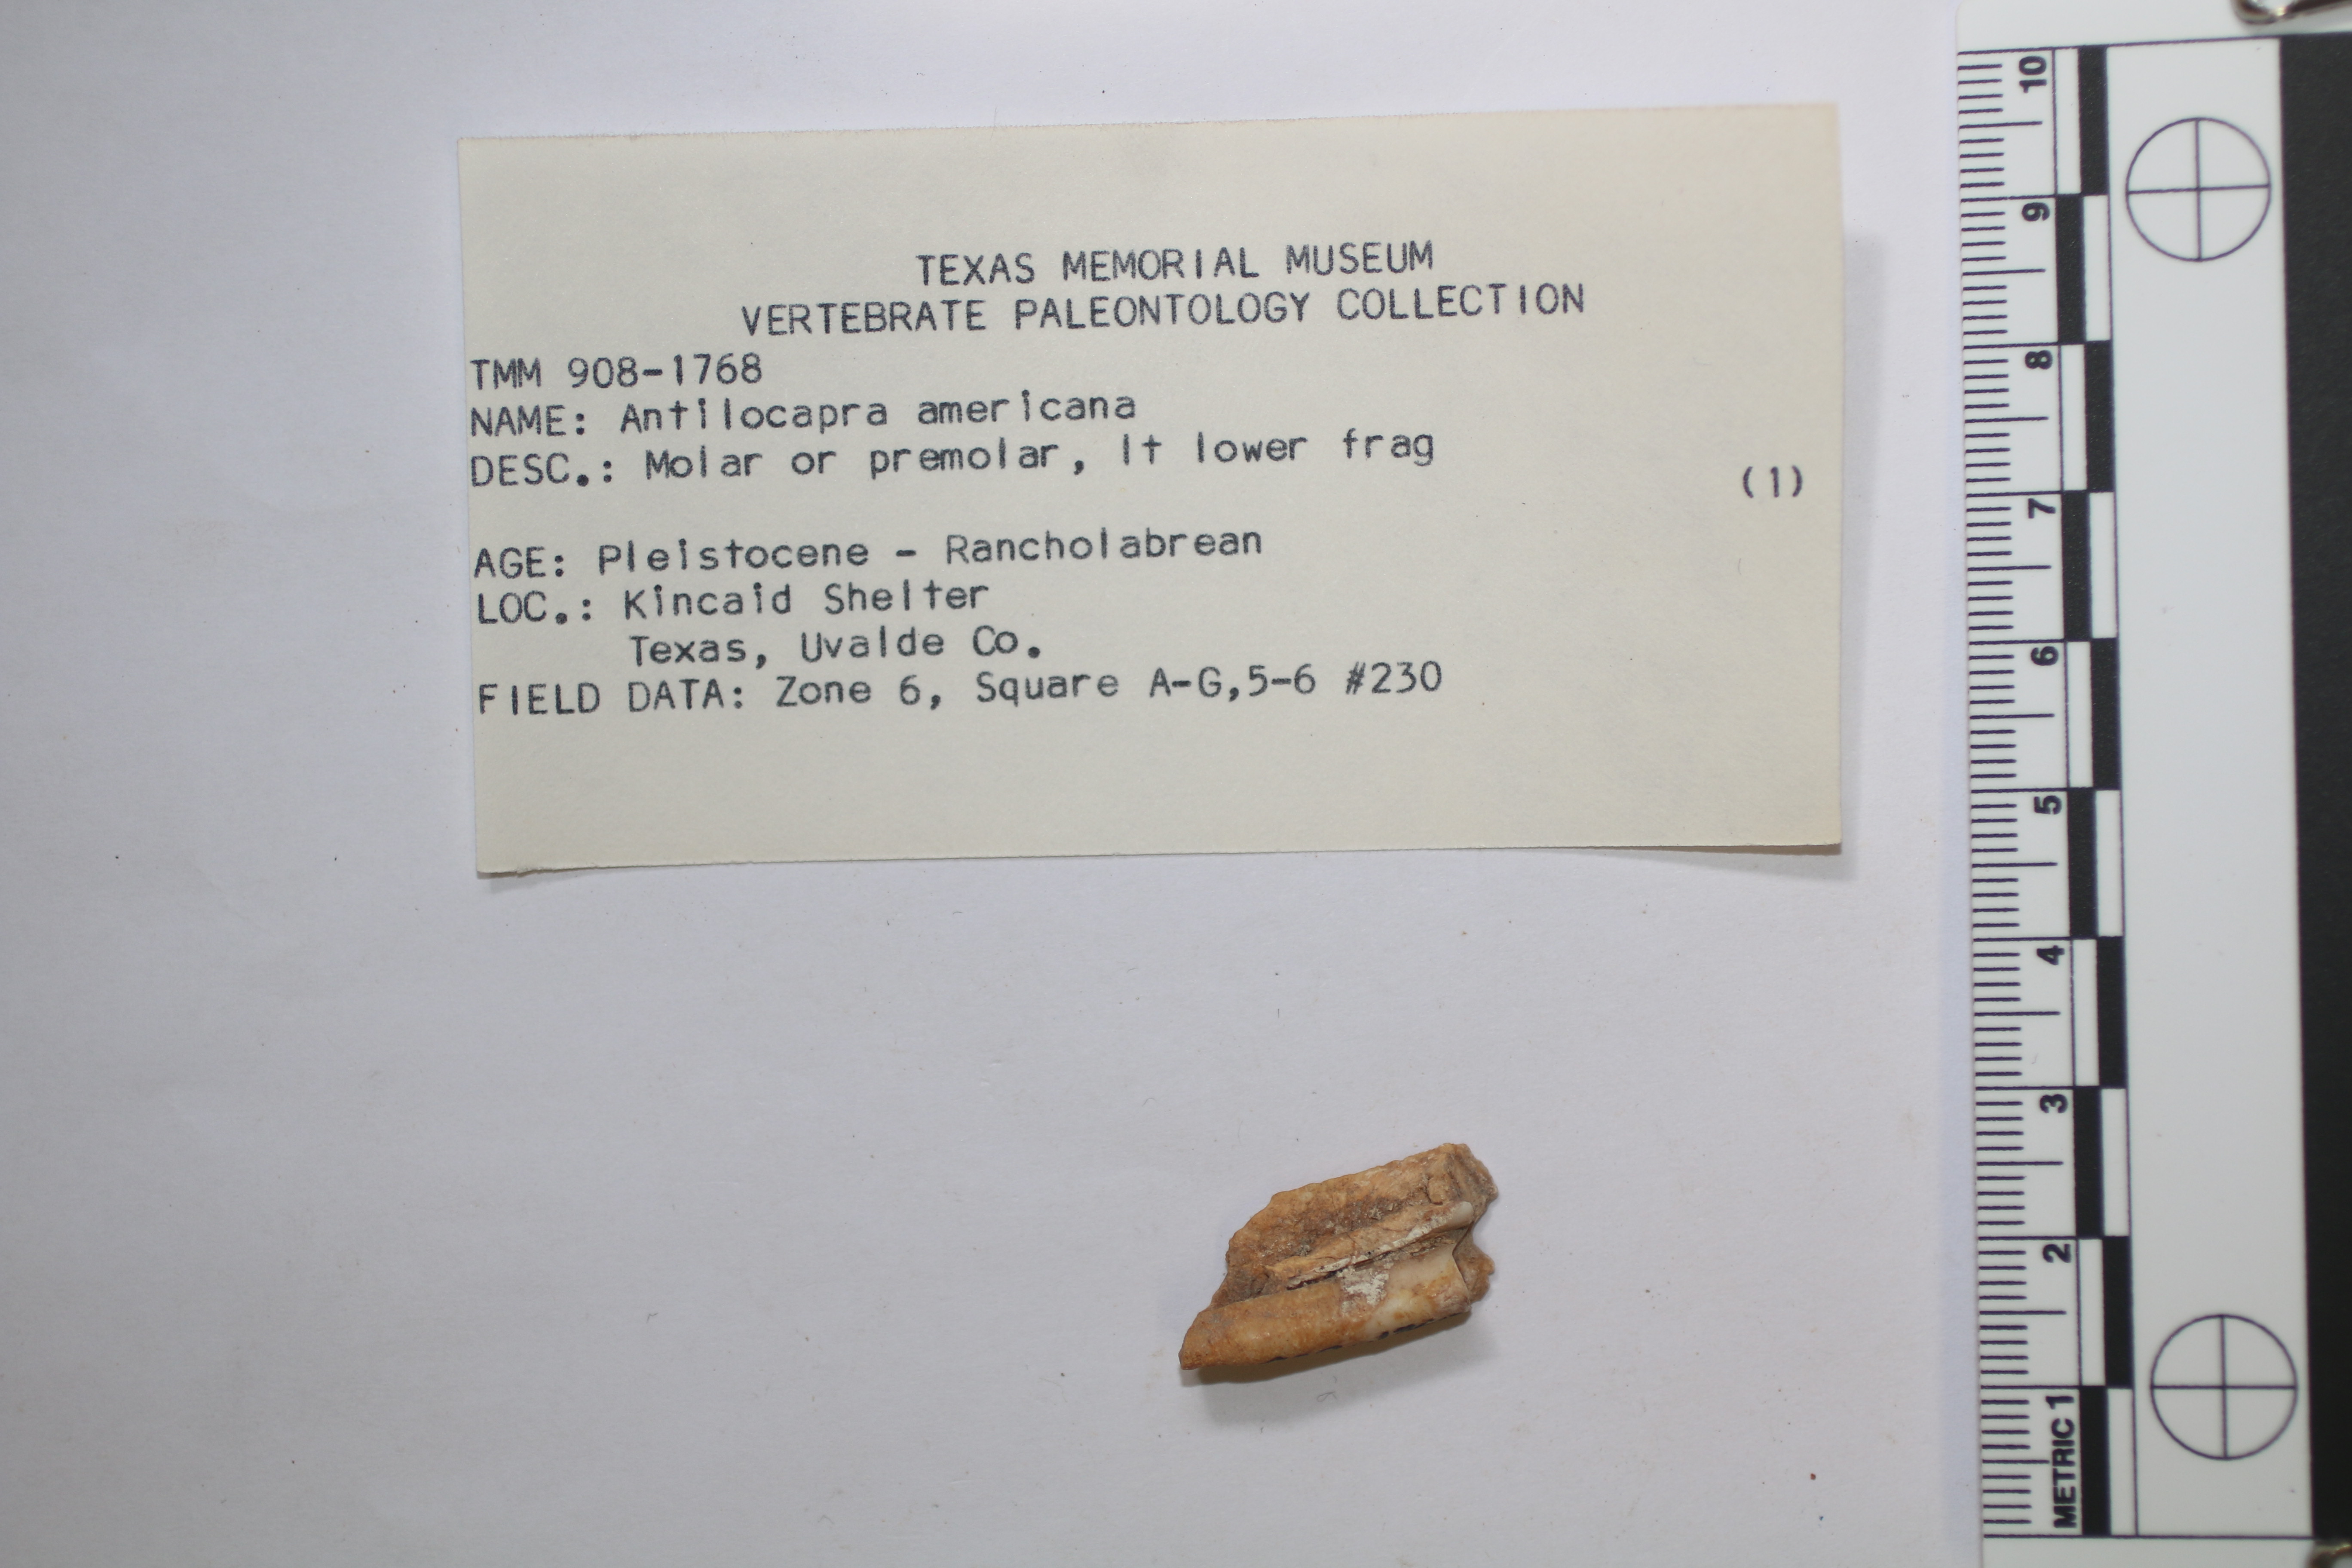 TEXAS MEMORIAL MUSEUM
VERTEBRATE PALEONTOLOGY COLLECTION
TMM 908-1768
NAME: Antilocapra americana
DESC.: Molar or premolar, lt lower frag
(1)
AGE: Pleistocene - Rancholabrean
LOC.: Kincaid Shelter
Texas, Uvalde Co.
FIELD DATA: Zone 6, Square A-G,5-6 #230
10
9
8
7
6
5
4
3
2
METRIC 1